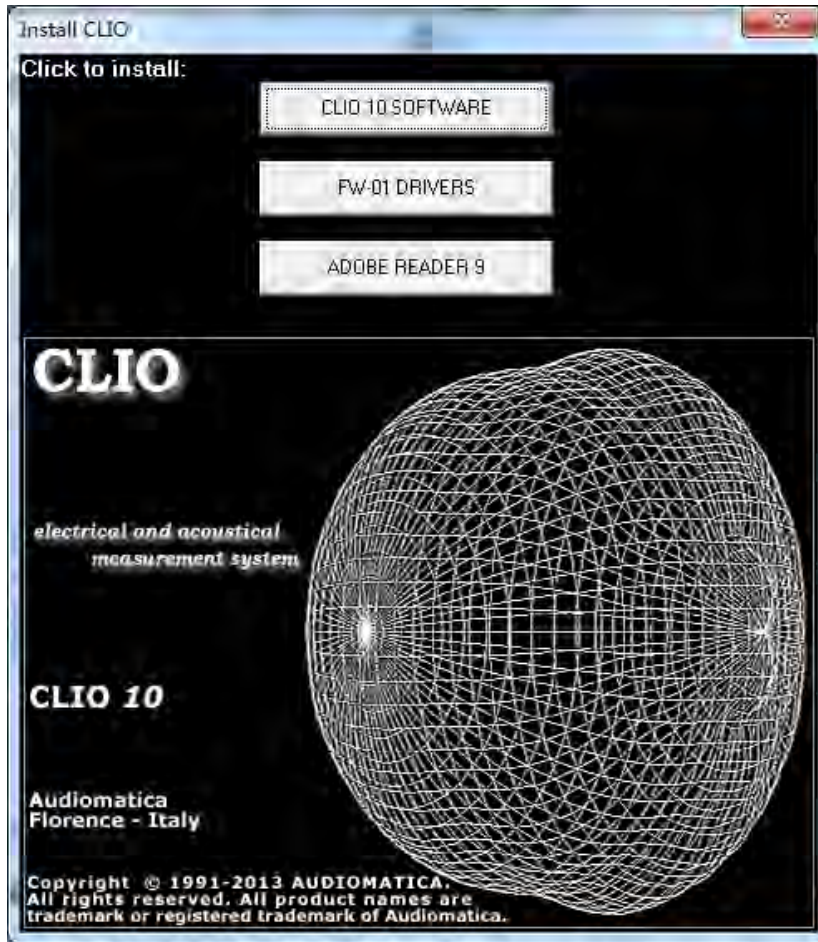 Install CLIO
Click to install:
CLIO 10 SOFTWARE
FW-01 DRIVERS
ADOBE READER 9
CLIO
electrical and acoustical
measurement system
CLIO 10
Audiomatica
Florence - Italy
Copyright © 1991-2013 AUDIOMATICA.
All rights reserved. All product names are
trademark or registered trademark of Audiomatica.